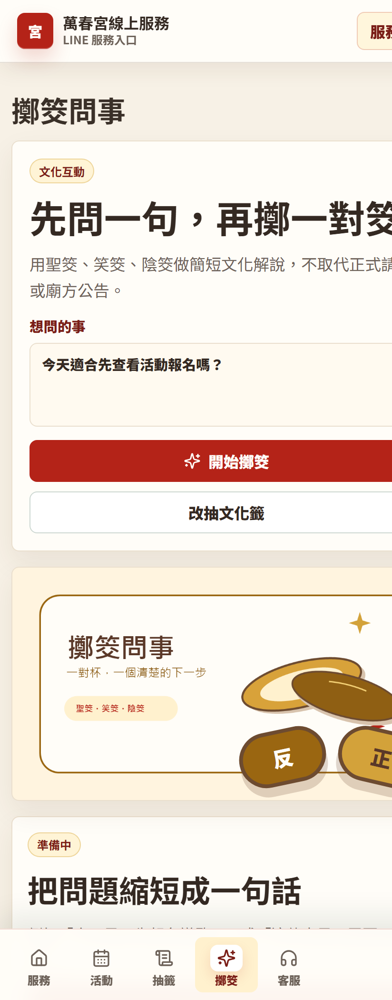 宮
萬春宮線上服務
LINE 服務入口
服務
擲筊問事
文化互動
先問一句，再擲一對筊
用聖筊、笑筊、陰筊做簡短文化解說，不取代正式請
或廟方公告。
想問的事
今天適合先查看活動報名嗎？
開始擲筊
改抽文化籤
擲筊問事
一對杯，一個清楚的下一步
聖筊・笑筊・陰筊
反
正
準備中
把問題縮短成一句話
服務
活動
抽籤
擲筊
客服